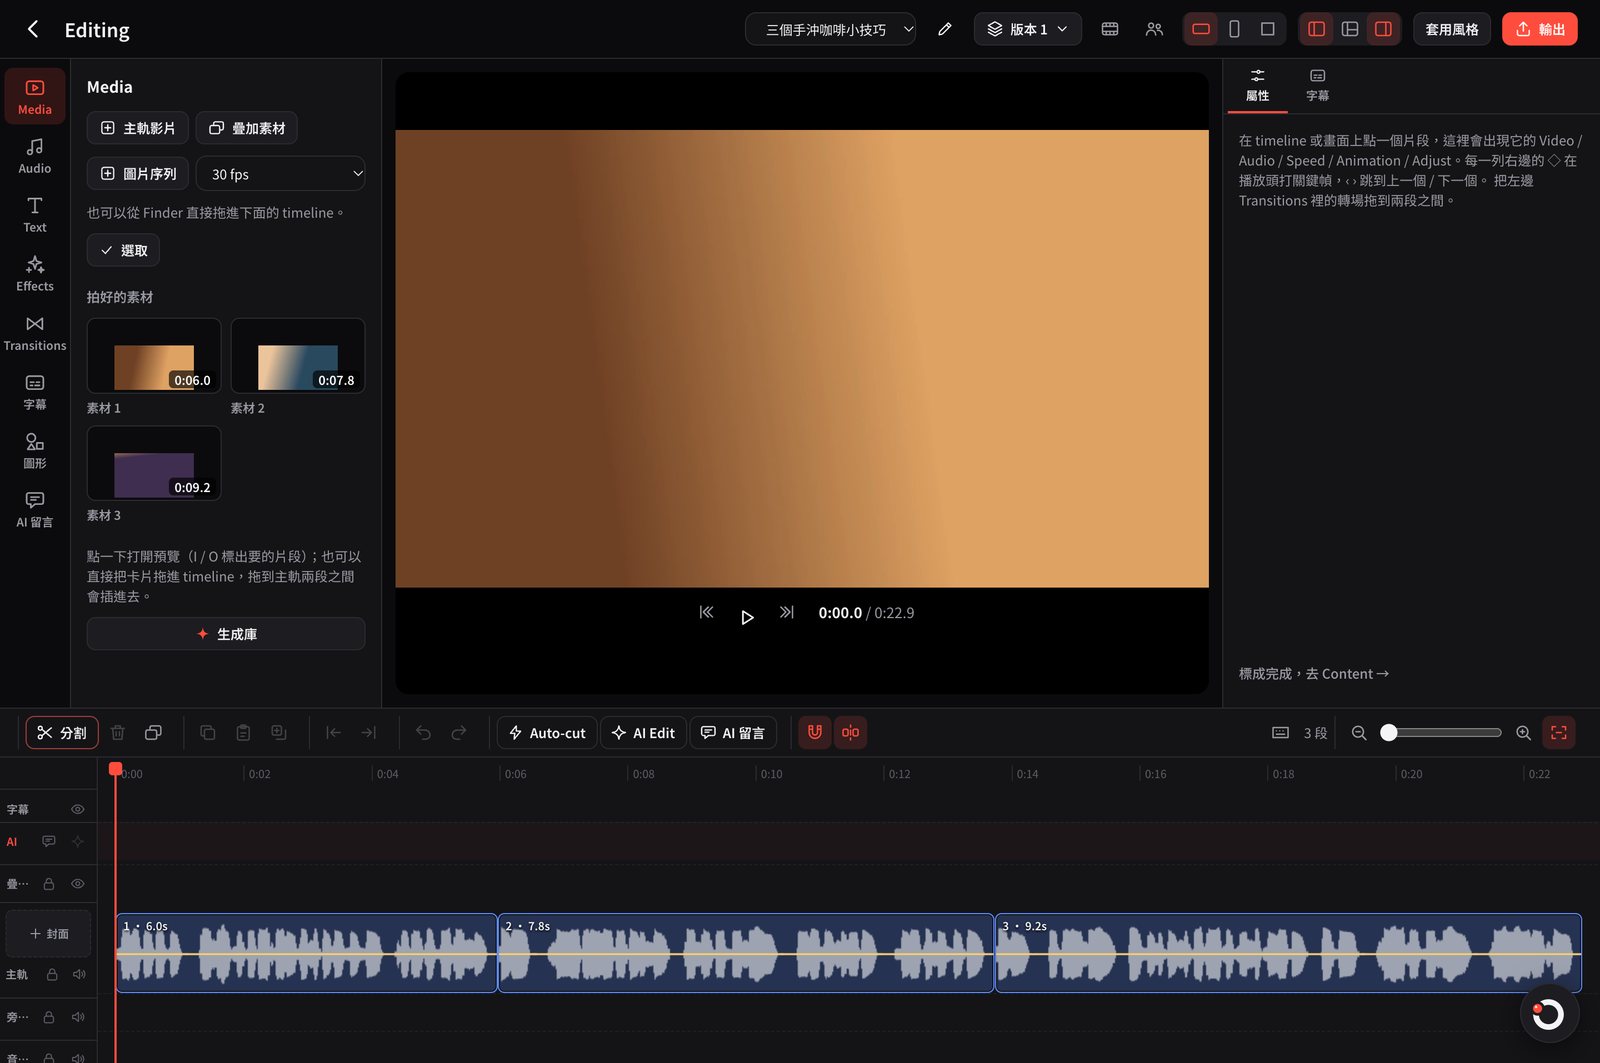 Editing
三個手沖咖啡小技巧
版本 1
套用風格
輸出
Media
Audio
Text
Effects
Transitions
字幕
圖形
AI 留言
Media
主軌影片
疊加素材
圖片序列
30 fps
也可以從 Finder 直接拖進下面的 timeline。
選取
拍好的素材
0:06.0
0:07.8
素材 1
素材 2
0:09.2
素材 3
點一下打開預覽（I / O 標出要的片段）；也可以
直接把卡片拖進 timeline，拖到主軌兩段之間
會插進去。
生成庫
0:00.0 / 0:22.9
屬性
字幕
在 timeline 或畫面上點一個片段，這裡會出現它的 Video /
Audio / Speed / Animation / Adjust。每一列右邊的 ◇ 在
播放頭打關鍵幀，‹ › 跳到上一個 / 下一個。 把左邊
Transitions 裡的轉場拖到兩段之間。
標成完成，去 Content →
分割
Auto-cut
AI Edit
AI 留言
3 段
0:00
0:02
0:04
0:06
0:08
0:10
0:12
0:14
0:16
0:18
0:20
0:22
字幕
AI
疊…
+ 封面
主軌
1 • 6.0s
2 • 7.8s
3 • 9.2s
旁…
音…